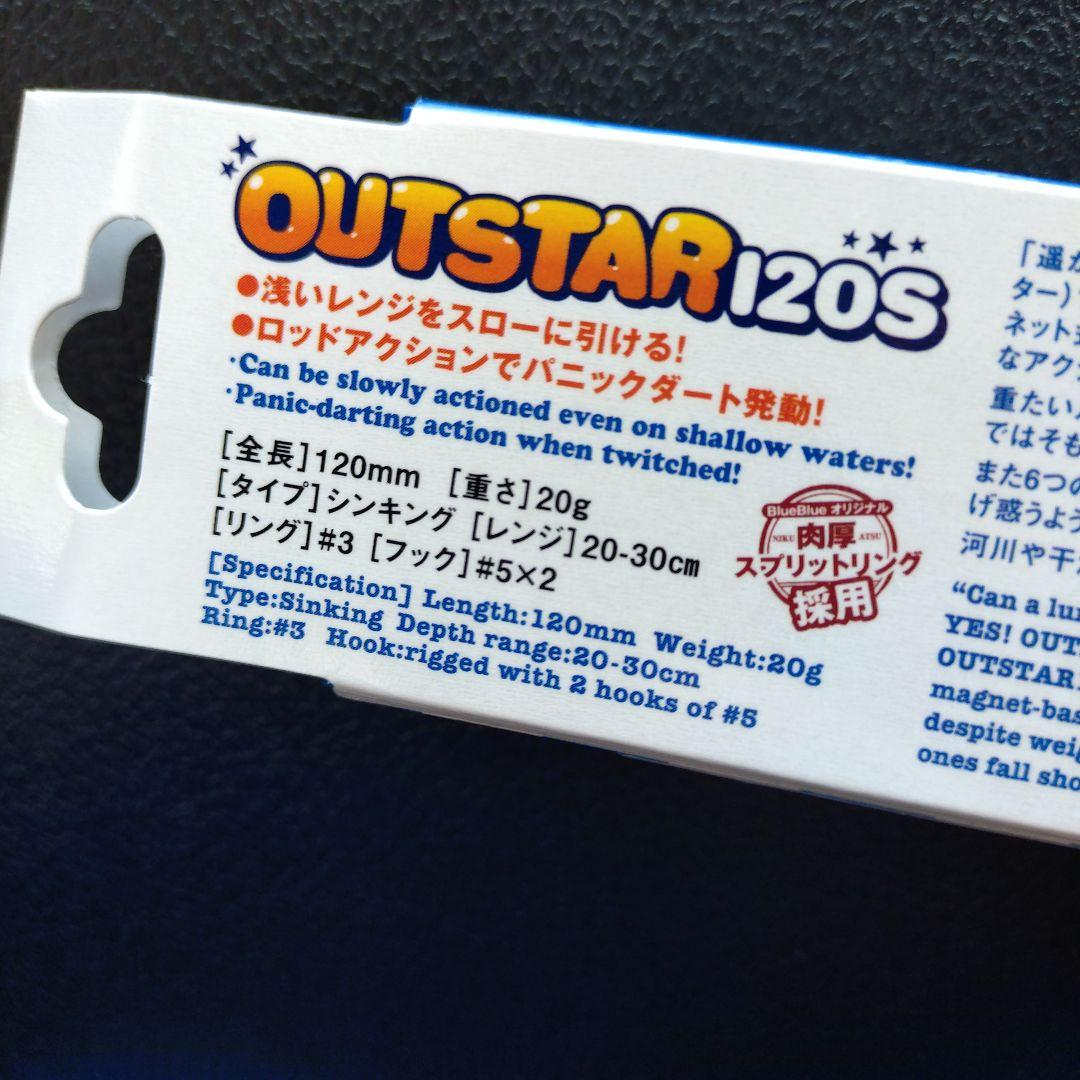 OUTSTAR120S
●浅いレンジをスローに引ける!
●ロッドアクションでパニックダート発動!
·Can be slowly actioned even on shallow waters!
·Panic-darting action when twitched!
[全長]120mm [重さ]20g
[タイプ]シンキング [レンジ]20-30cm
[リング]#3 [フック]#5×2
[Specification] Length:120mm Weight:20g
Type:Sinking Depth range:20-30cm
Ring:#3 Hook:rigged with 2 hooks of #5
BlueBlue オリジナル
NIKU 肉厚 ATSU
スプリットリング
採用
「遥か
ター)
ネット
なアク
重たい
ではそも
また6つの
げ惑うよう
河川や干
"Can a lu
YES! OUT
OUTSTAR
magnet-bas
despite weig
ones fall sho